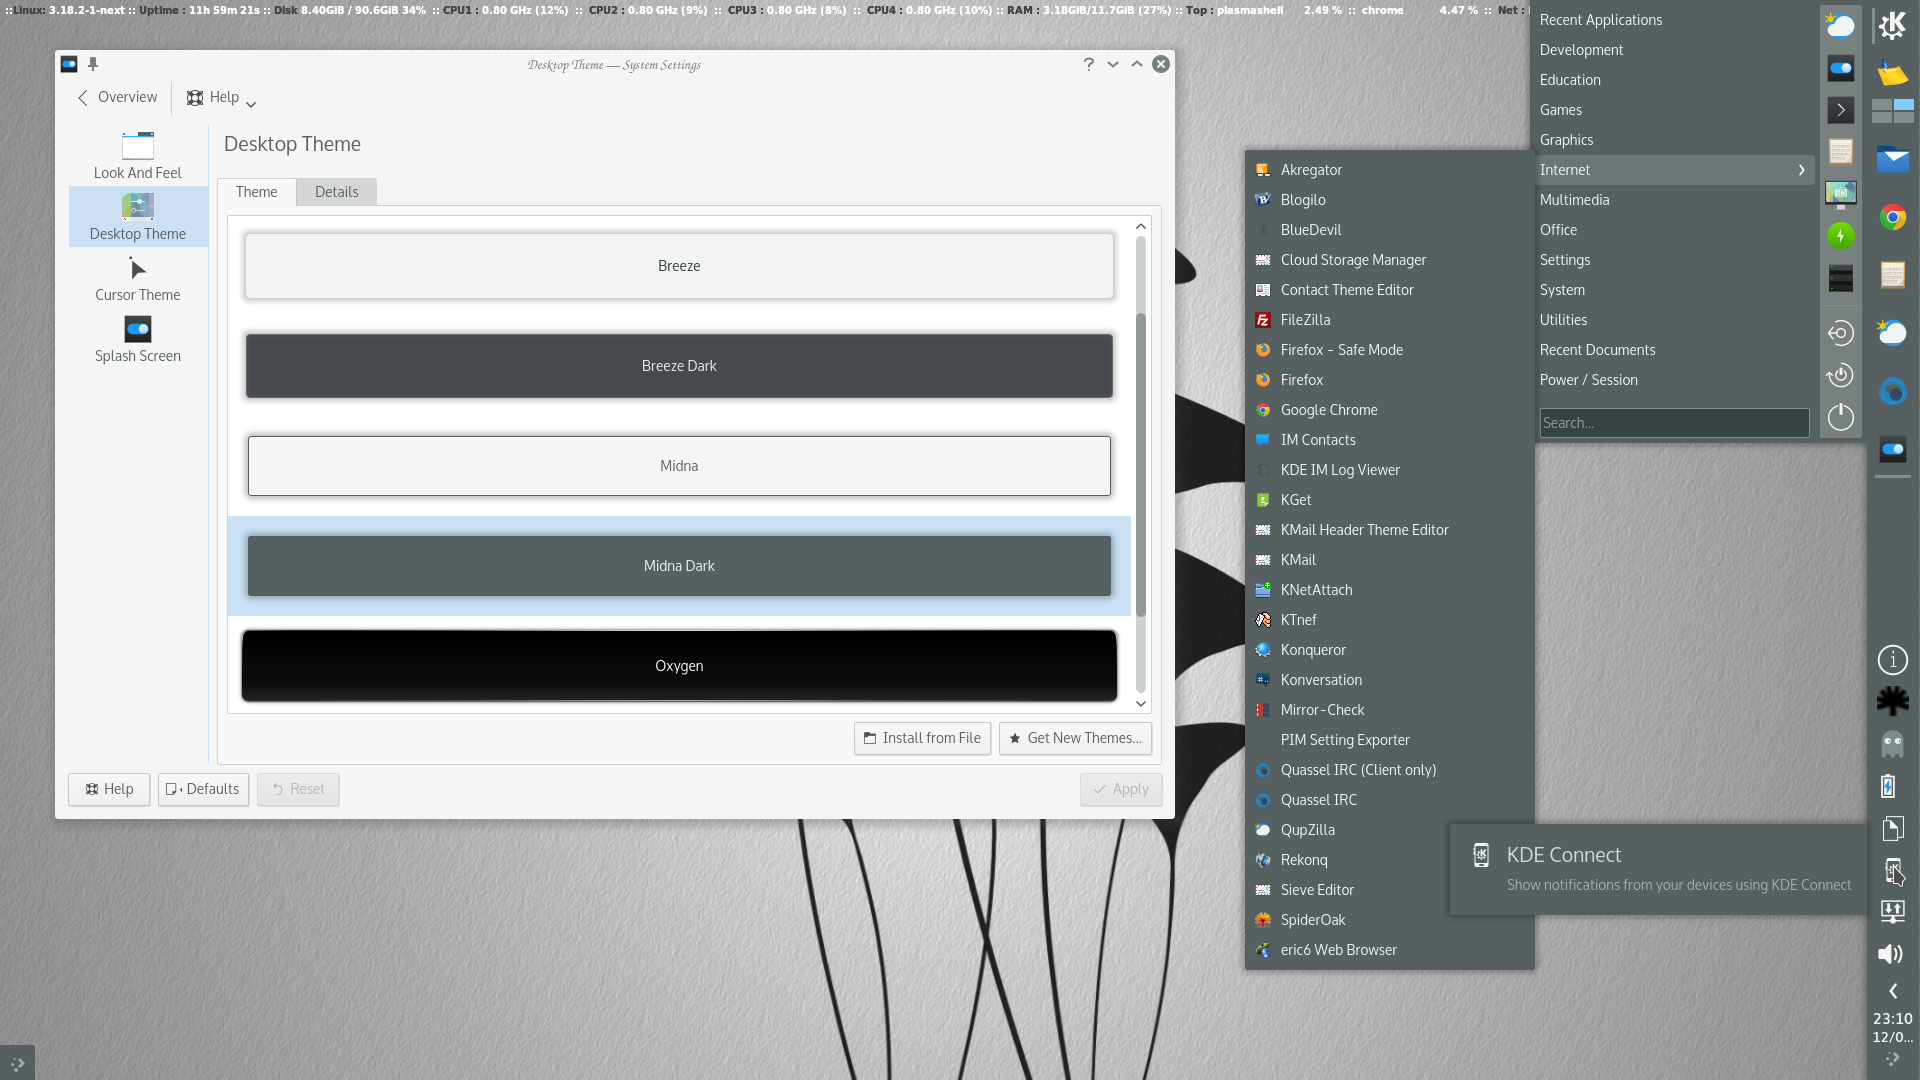 ::Linux: 3.18.2-1-next :: Uptime : 11h 59m 21s :: Disk 8.40GiB / 90.6GiB 34% :: CPU1 : 0.80 GHz (12%) :: CPU2 : 0.80 GHz (9%) :: CPU3 : 0.80 GHz (8%) :: CPU4 : 0.80 GHz (10%) :: RAM : 3.18GiB/11.7GiB (27%) :: Top : plasmashell 2.49 % :: chrome 4.47 % :: Net :
Desktop Theme — System Settings
?
Overview
Help
Look And Feel
Desktop Theme
Cursor Theme
Splash Screen
Desktop Theme
Theme
Details
Breeze
Breeze Dark
Midna
Midna Dark
Oxygen
Install from File
Get New Themes...
Help
Defaults
Reset
Apply
Akregator
Blogilo
BlueDevil
Cloud Storage Manager
Contact Theme Editor
FileZilla
Firefox - Safe Mode
Firefox
Google Chrome
IM Contacts
KDE IM Log Viewer
KGet
KMail Header Theme Editor
KMail
KNetAttach
KTnef
Konqueror
Konversation
Mirror-Check
PIM Setting Exporter
Quassel IRC (Client only)
Quassel IRC
QupZilla
Rekonq
Sieve Editor
SpiderOak
eric6 Web Browser
Recent Applications
Development
Education
Games
Graphics
Internet
Multimedia
Office
Settings
System
Utilities
Recent Documents
Power / Session
Search...
KDE Connect
Show notifications from your devices using KDE Connect
23:10
12/0...